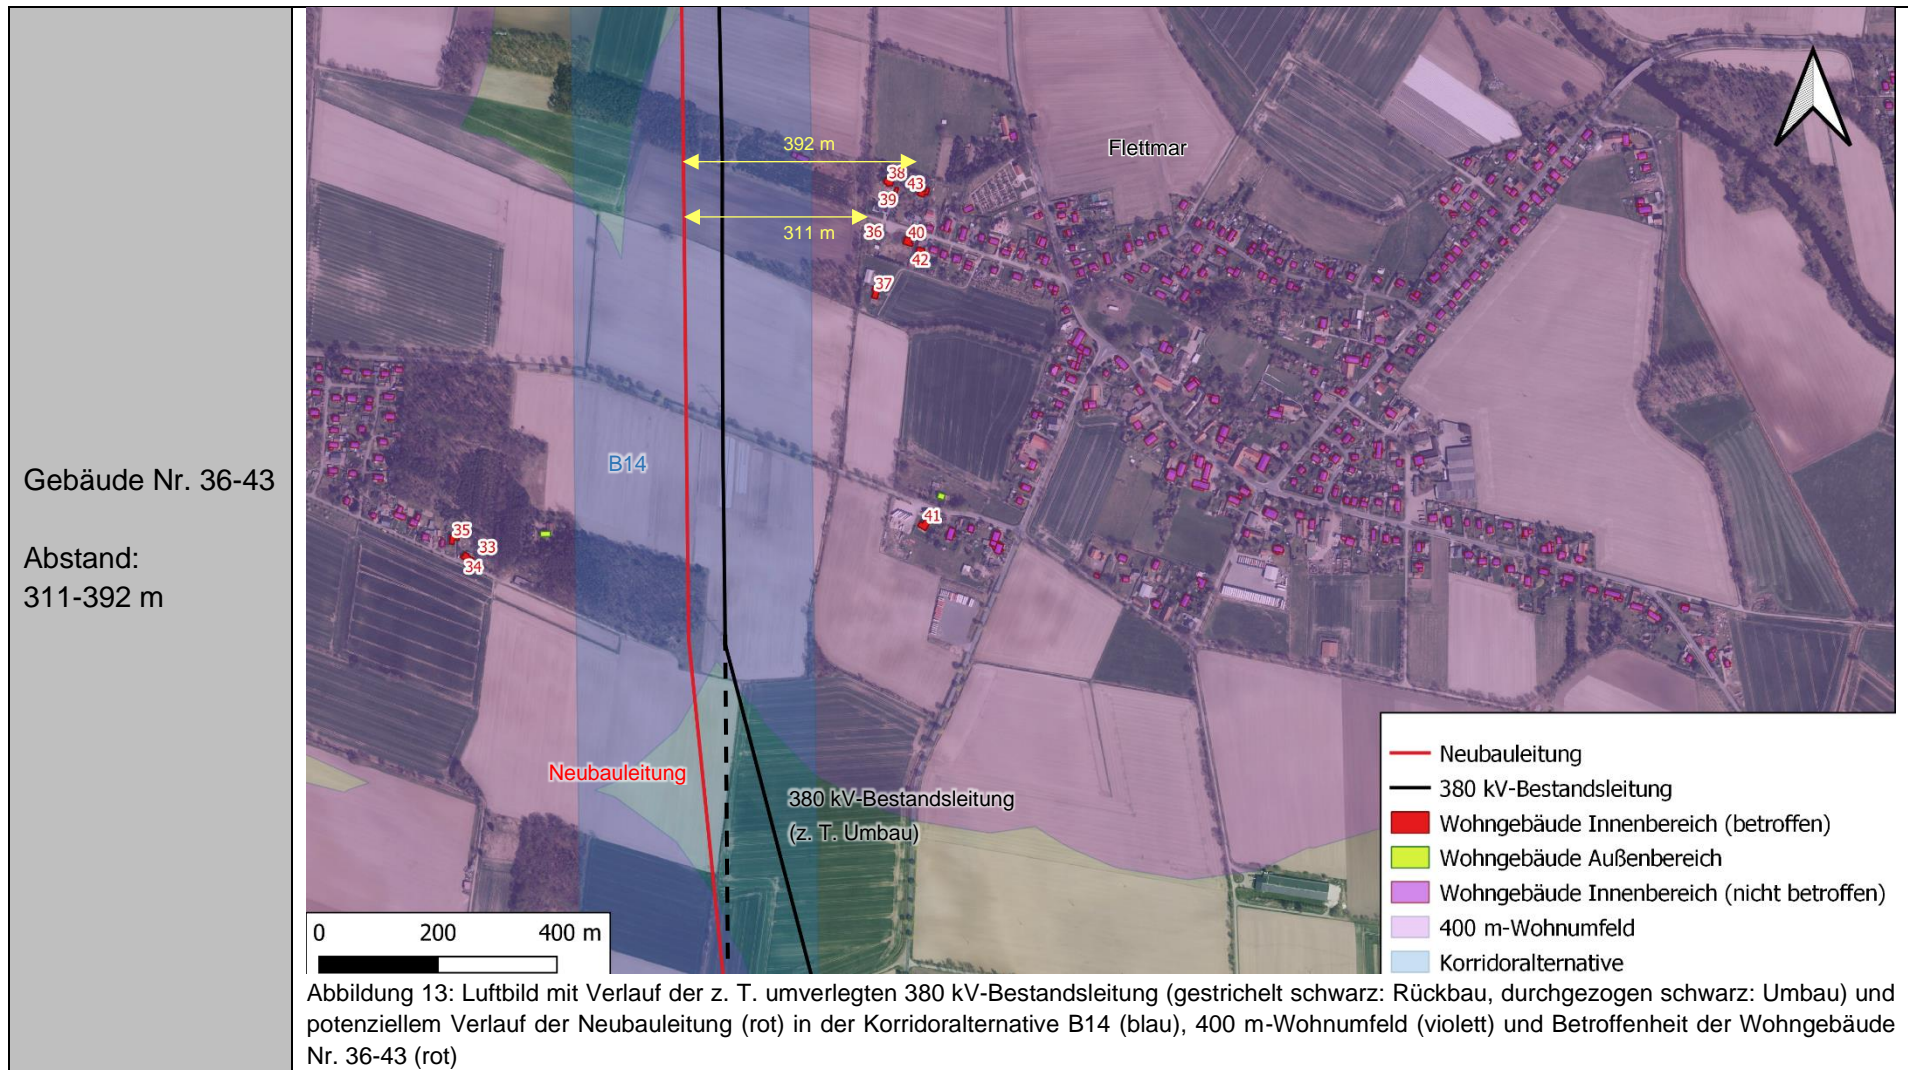 Gebäude Nr. 36-43
Abstand:
311-392 m
392 m
Flettmar
38
43
39
311 m
36
40
42
37
B14
41
35
33
34
Neubauleitung
380 kV-Bestandsleitung
(z. T. Umbau)
0 200 400 m
Neubauleitung
380 kV-Bestandsleitung
Wohngebäude Innenbereich (betroffen)
Wohngebäude Außenbereich
Wohngebäude Innenbereich (nicht betroffen)
400 m-Wohnumfeld
Korridoralternative
Abbildung 13: Luftbild mit Verlauf der z. T. umverlegten 380 kV-Bestandsleitung (gestrichelt schwarz: Rückbau, durchgezogen schwarz: Umbau) und
potenziellem Verlauf der Neubauleitung (rot) in der Korridoralternative B14 (blau), 400 m-Wohnumfeld (violett) und Betroffenheit der Wohngebäude
Nr. 36-43 (rot)